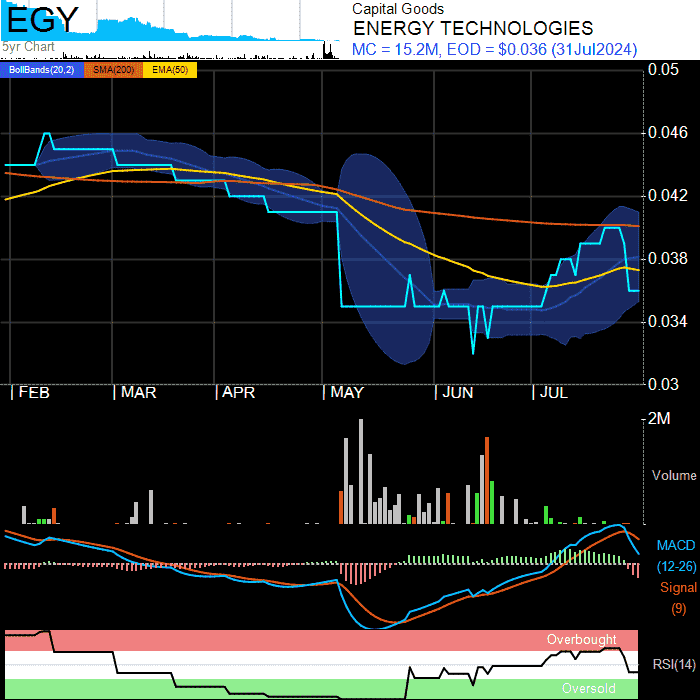 EGY
5yr Chart
Capital Goods
ENERGY TECHNOLOGIES
MC = 15.2M, EOD = $0.036 (31Jul2024)
BollBands(20,2) SMA(200) EMA(50)
0.05
0.046
0.042
0.038
0.034
0.03
FEB MAR APR MAY JUN JUL
2M
Volume
MACD
(12-26)
Signal
(9)
Overbought
RSI(14)
Oversold